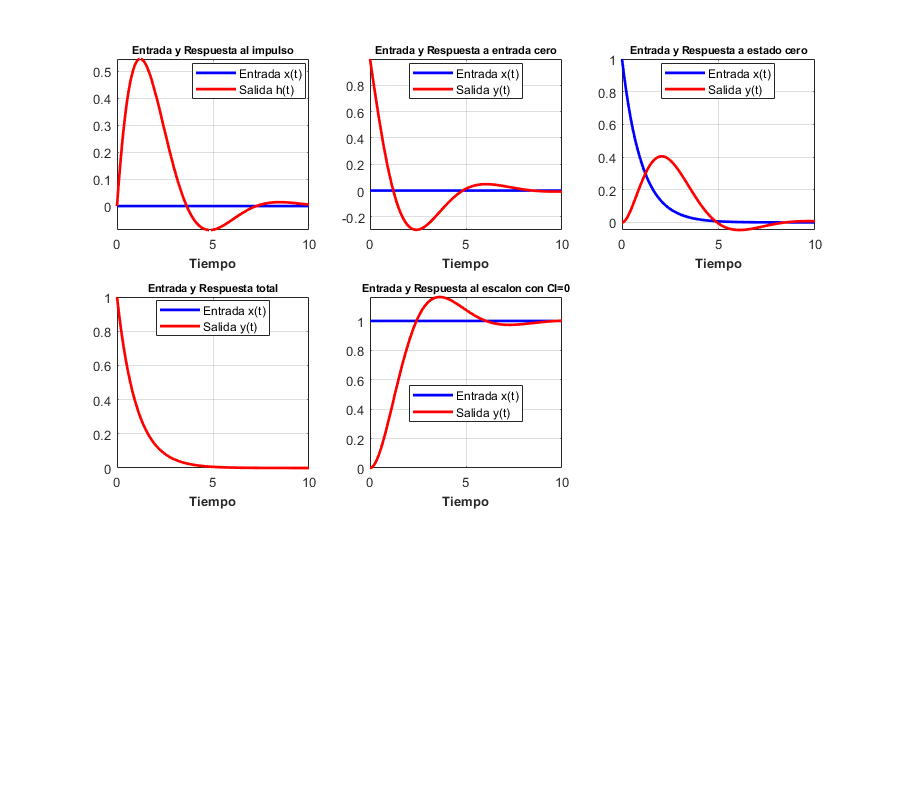 Entrada y Respuesta al impulso
Entrada x(t)
Salida h(t)
0.5
0.4
0.3
0.2
0.1
0
0 5 10
Tiempo
Entrada y Respuesta a entrada cero
Entrada x(t)
Salida y(t)
0.8
0.6
0.4
0.2
0
-0.2
0 5 10
Tiempo
Entrada y Respuesta a estado cero
Entrada x(t)
Salida y(t)
1
0.8
0.6
0.4
0.2
0
0 5 10
Tiempo
Entrada y Respuesta total
Entrada x(t)
Salida y(t)
1
0.8
0.6
0.4
0.2
0
0 5 10
Tiempo
Entrada y Respuesta al escalon con CI=0
Entrada x(t)
Salida y(t)
1
0.8
0.6
0.4
0.2
0
0 5 10
Tiempo